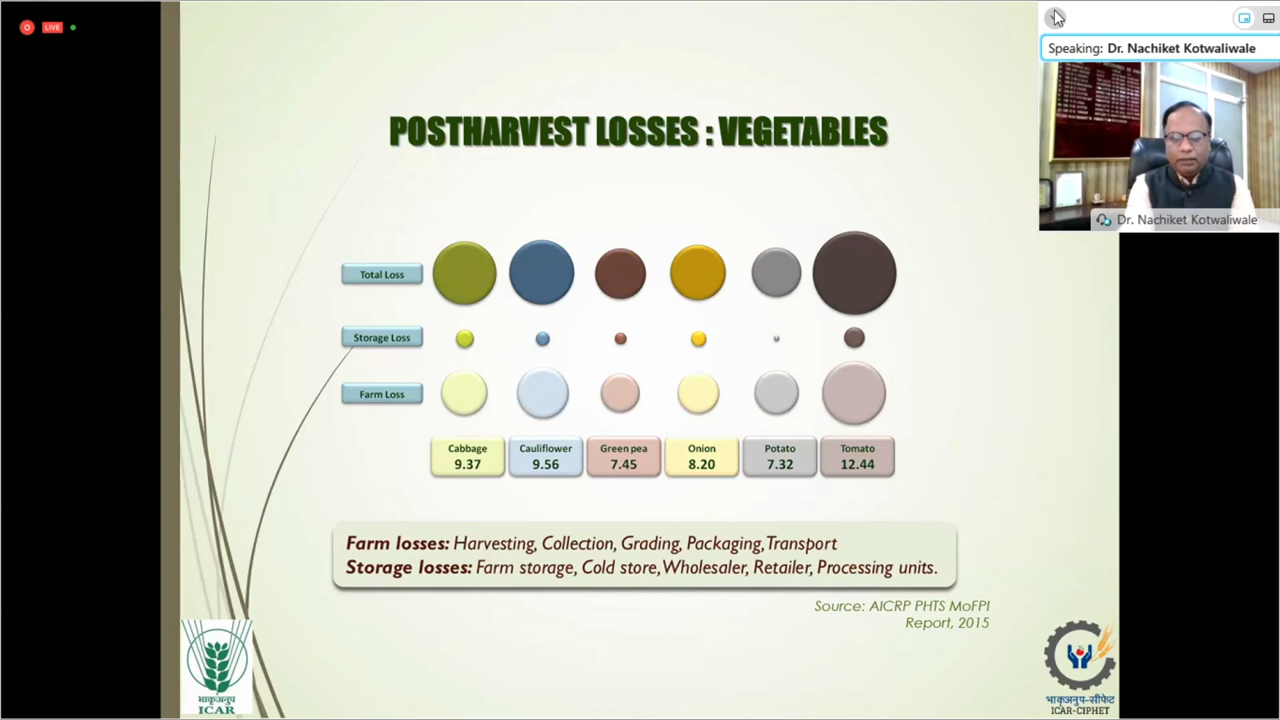 LIVE
Speaking: Dr. Nachiket Kotwaliwale
Dr. Nachiket Kotwaliwale
POSTHARVEST LOSSES : VEGETABLES
Total Loss
Storage Loss
Farm Loss
Cabbage
9.37
Cauliflower
9.56
Green pea
7.45
Onion
8.20
Potato
7.32
Tomato
12.44
Farm losses: Harvesting, Collection, Grading, Packaging, Transport
Storage losses: Farm storage, Cold store, Wholesaler, Retailer, Processing units.
Source: AICRP PHTS MoFPI
Report, 2015
भाकृअनुप
ICAR
भाकृअनुप-सीफेट
ICAR-CIPHET